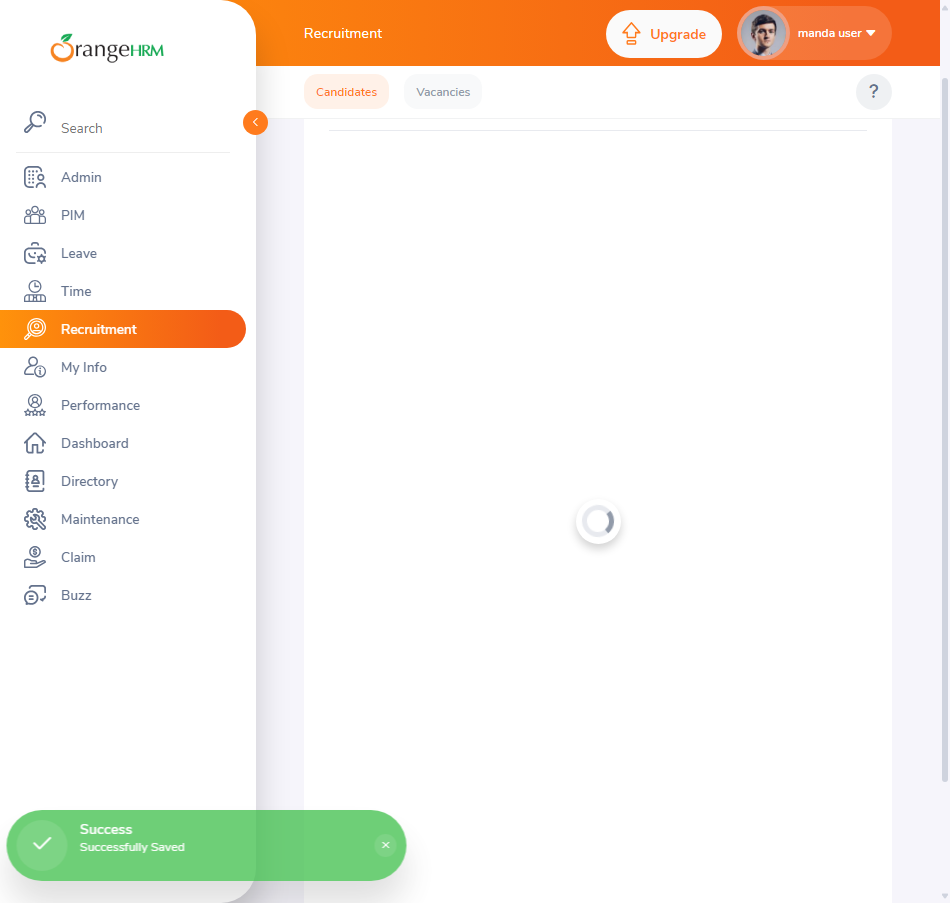 OrangeHRM
Search
Admin
PIM
Leave
Time
Recruitment
My Info
Performance
Dashboard
Directory
Maintenance
Claim
Buzz
Recruitment
Upgrade
manda user
Candidates
Vacancies
?
Success
Successfully Saved